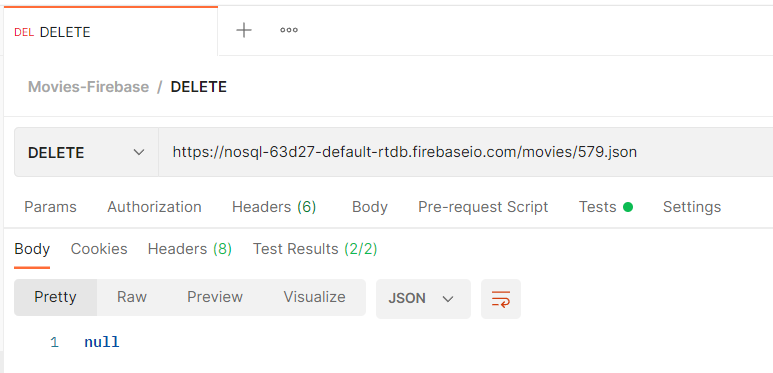 DEL DELETE
Movies-Firebase / DELETE
DELETE https://nosql-63d27-default-rtdb.firebaseio.com/movies/579.json
Params Authorization Headers (6) Body Pre-request Script Tests Settings
Body Cookies Headers (8) Test Results (2/2)
Pretty Raw Preview Visualize JSON
1 null